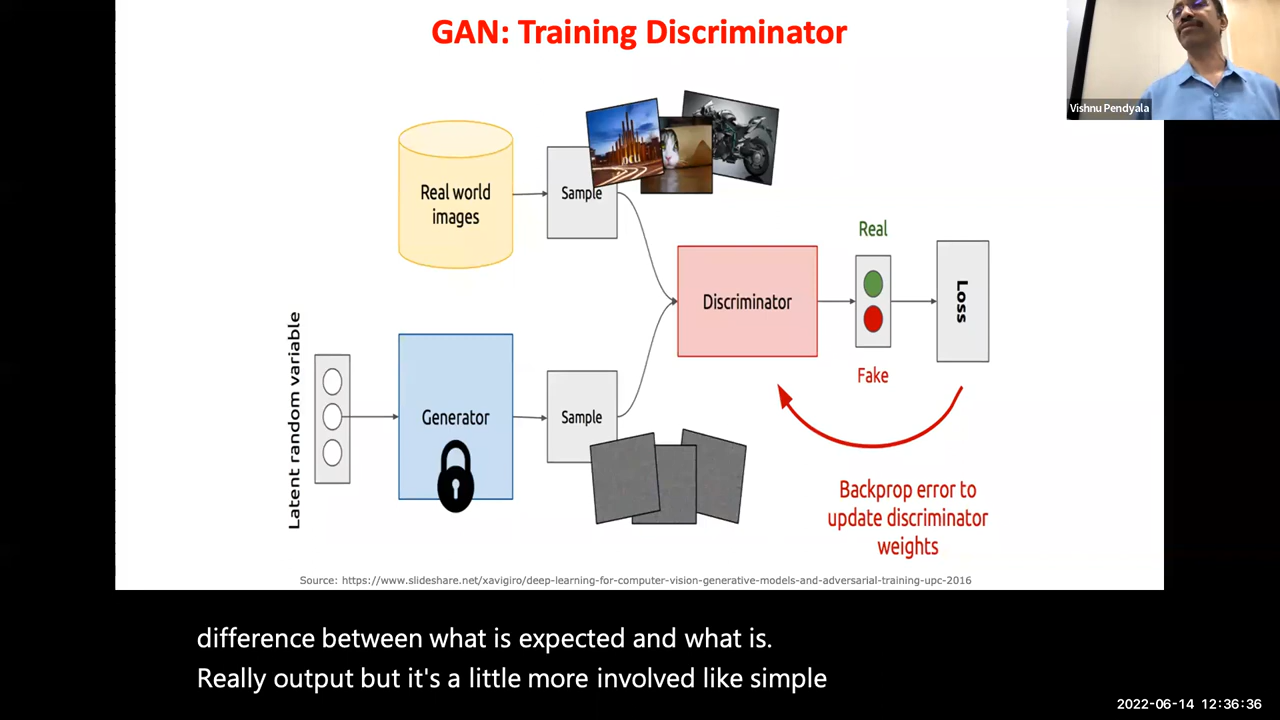 GAN: Training Discriminator
Vishnu Pendyala
Real world
images
Sample
Real
Discriminator
Loss
Fake
Latent random variable
Generator
Sample
Backprop error to
update discriminator
weights
Source: https://www.slideshare.net/xavigiro/deep-learning-for-computer-vision-generative-models-and-adversarial-training-upc-2016
difference between what is expected and what is.
Really output but it's a little more involved like simple
2022-06-14 12:36:36